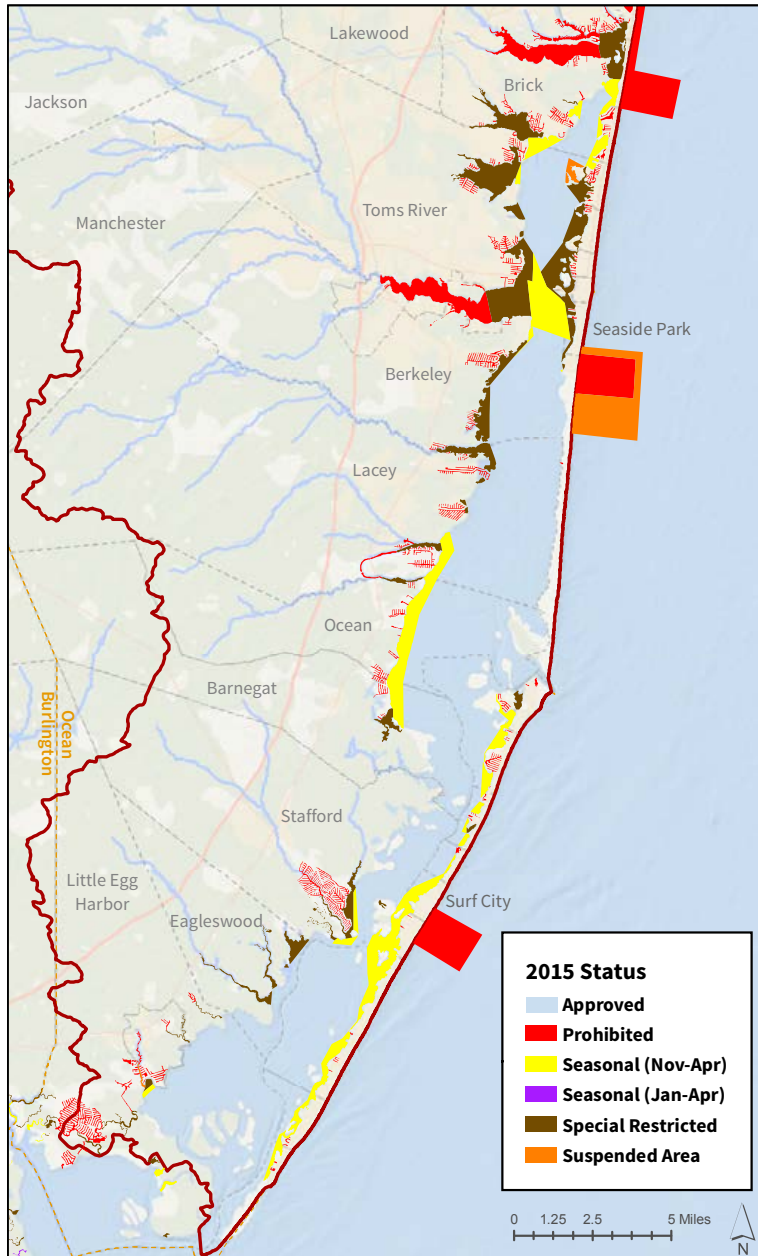 Lakewood
Brick
Jackson
Toms River
Manchester
Seaside Park
Berkeley
Lacey
Ocean
Barnegat
Ocean
Burlington
Stafford
Little Egg
Harbor
Eagleswood
Surf City
2015 Status
Approved
Prohibited
Seasonal (Nov-Apr)
Seasonal (Jan-Apr)
Special Restricted
Suspended Area
0 1.25 2.5 5 Miles
N